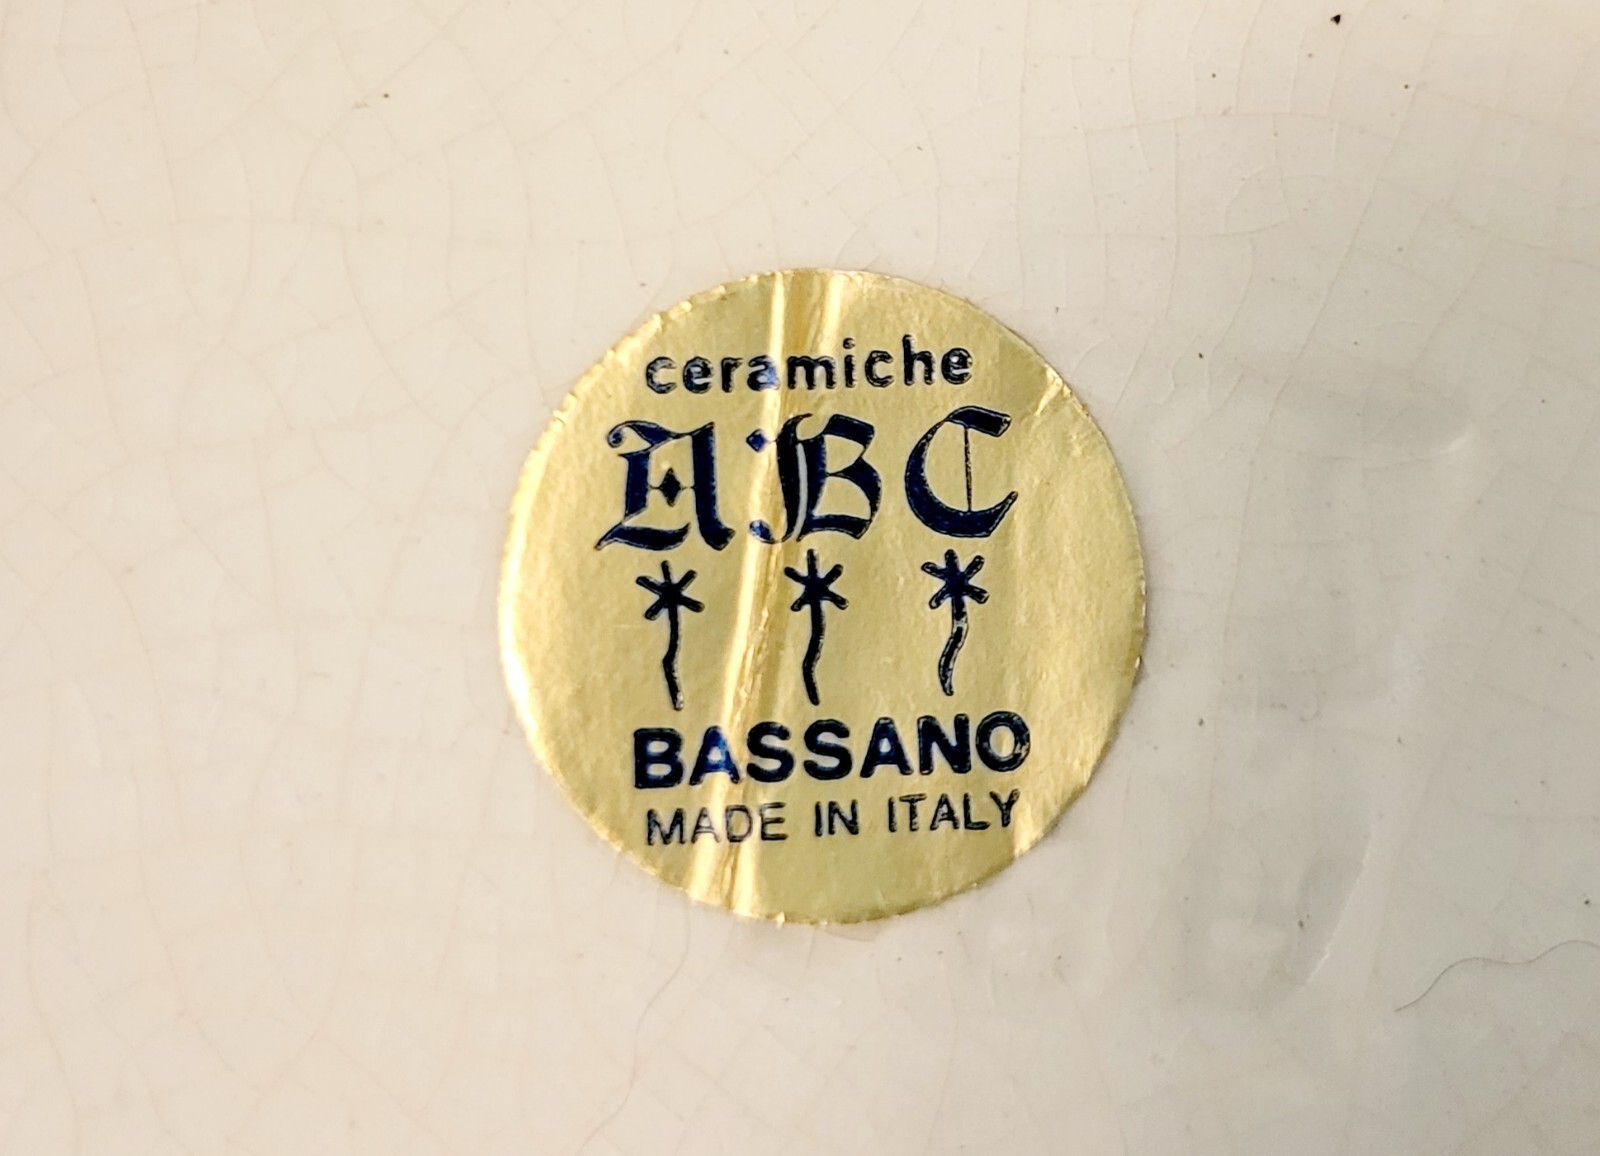 ceramiche
ABC
BASSANO
MADE IN ITALY